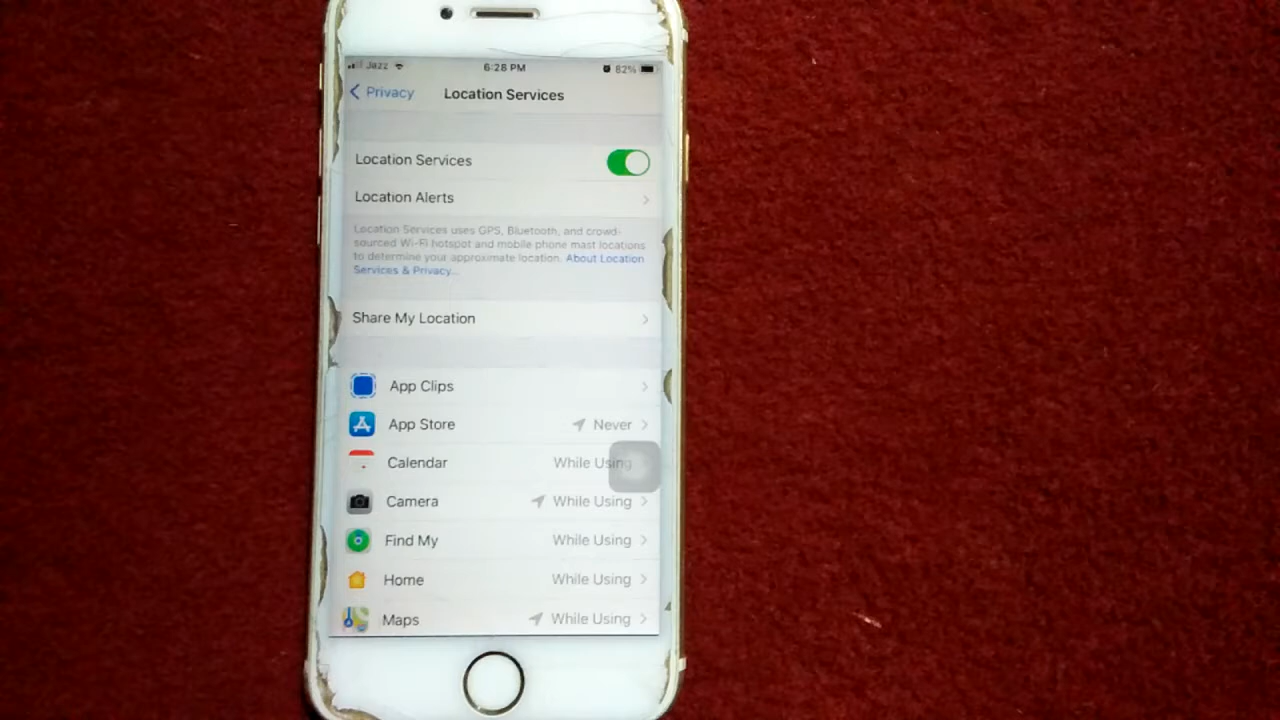 Jazz 6:28 PM 82%
Privacy Location Services
Location Services
Location Alerts
Location Services uses GPS, Bluetooth, and crowd-
sourced Wi-Fi hotspot and mobile phone mast locations
to determine your approximate location. About Location
Services & Privacy...
Share My Location
App Clips
App Store Never
Calendar While Using
Camera While Using
Find My While Using
Home While Using
Maps While Using